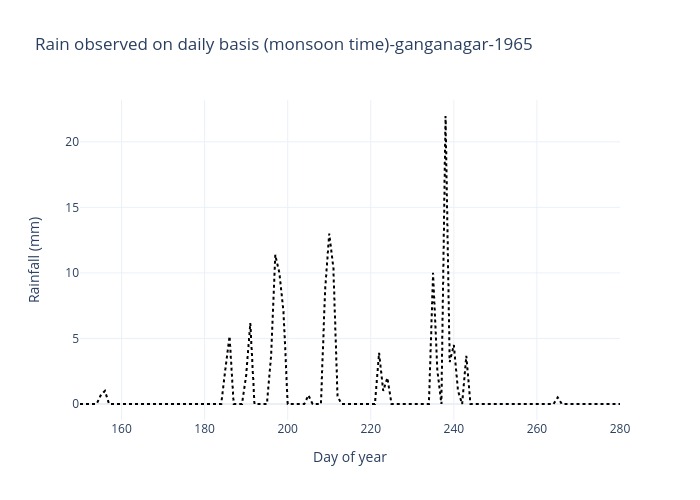 Rain observed on daily basis (monsoon time)-ganganagar-1965
20
15
10
5
0
Rainfall (mm)
160 180 200 220 240 260 280
Day of year